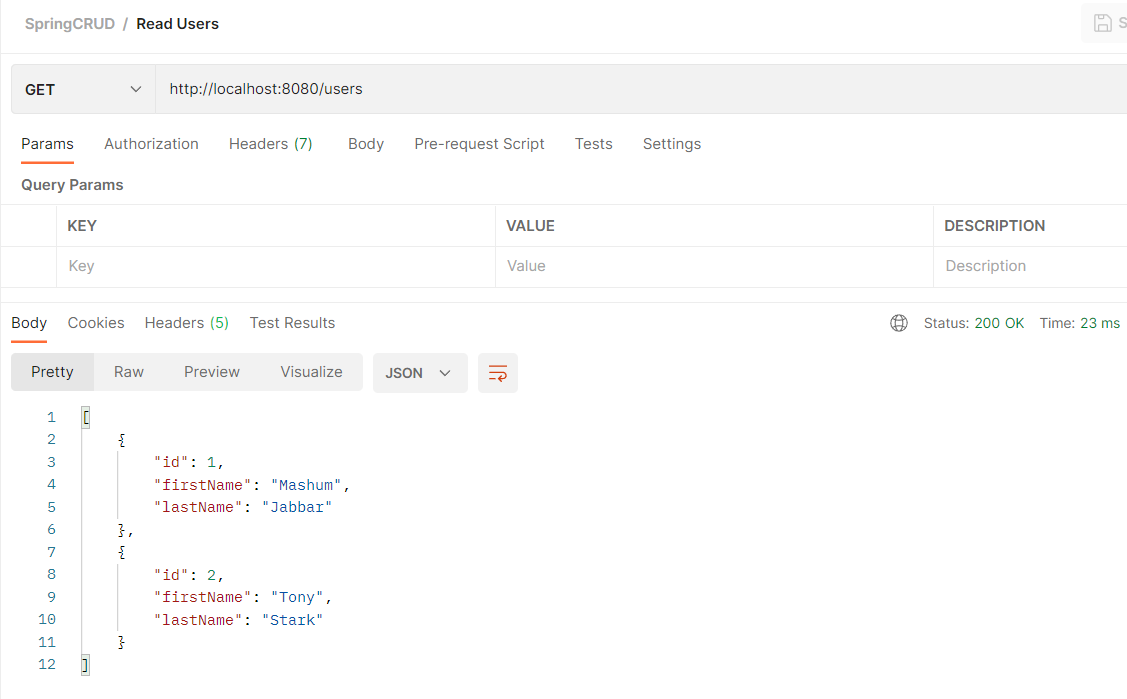 SpringCRUD / Read Users
S
GET http://localhost:8080/users
Params Authorization Headers (7) Body Pre-request Script Tests Settings
Query Params
KEY VALUE DESCRIPTION
Key Value Description
Body Cookies Headers (5) Test Results Status: 200 OK Time: 23 ms
Pretty Raw Preview Visualize JSON
1 [
2 {
3 "id": 1,
4 "firstName": "Mashum",
5 "lastName": "Jabbar"
6 },
7 {
8 "id": 2,
9 "firstName": "Tony",
10 "lastName": "Stark"
11 }
12 ]